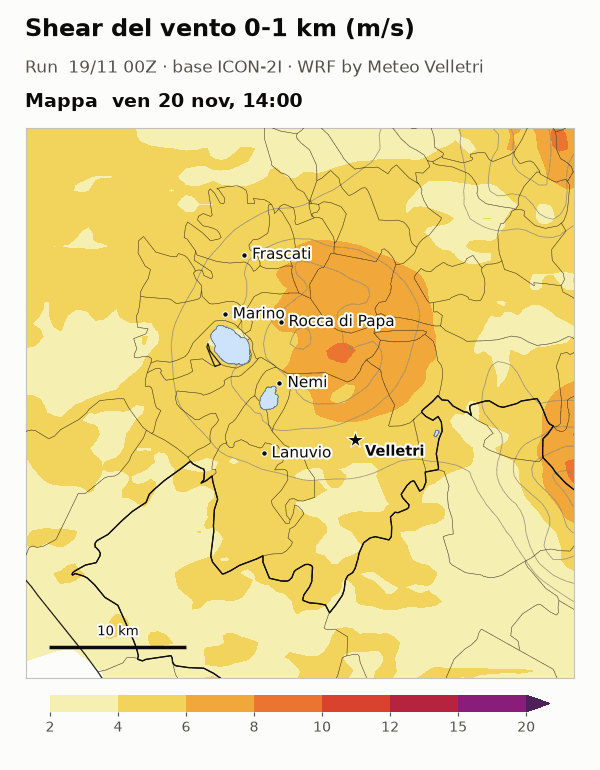 Shear del vento 0-1 km (m/s)
Run  19/11 00Z · base ICON-2I · WRF by Meteo Velletri
Mappa  ven 20 nov, 14:00
Frascati
Marino
Rocca di Papa
Nemi
Velletri
Lanuvio
10 km
2 4 6 8 10 12 15 20